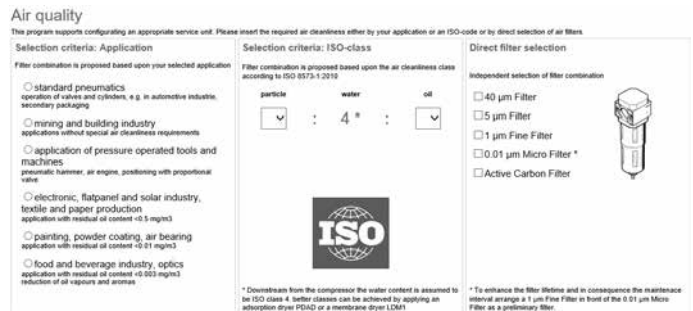 Air quality
This program supports configurating an appropriate service unit. Please insert the required air cleanliness either by your application or an ISO-code or by direct selection of air filters.
Selection criteria: Application
Filter combination is proposed based upon your selected application
standard pneumatics
operation of valves and cylinders, e.g. in automotive industrie,
secondary packaging
mining and building industry
applications without special air cleanliness requirements
application of pressure operated tools and
machines
pneumatic hammer, air engine, positioning with proportional
valve
electronic, flatpanel and solar industry,
textile and paper production
application with residual oil content <0.5 mg/m3
painting, powder coating, air bearing
application with residual oil content <0.01 mg/m3
food and beverage industry, optics
application with residual oil content <0.003 mg/m3
reduction of oil vapours and aromas
Selection criteria: ISO-class
Filter combination is proposed based upon the air cleanliness class
according to ISO 8573-1:2010
particle water oil
: 4 * :
ISO
* Downstream from the compressor the water content is assumed to
be ISO class 4. better classes can be achieved by applying an
adsorption dryer PDAD or a membrane dryer LDM1
Direct filter selection
Independent selection of filter combination
40 µm Filter
5 µm Filter
1 µm Fine Filter
0.01 µm Micro Filter *
Active Carbon Filter
* To enhance the filter lifetime and in consequence the maintenace
interval arrange a 1 µm Fine Filter in front of the 0.01 µm Micro
Filter as a preliminary filter.